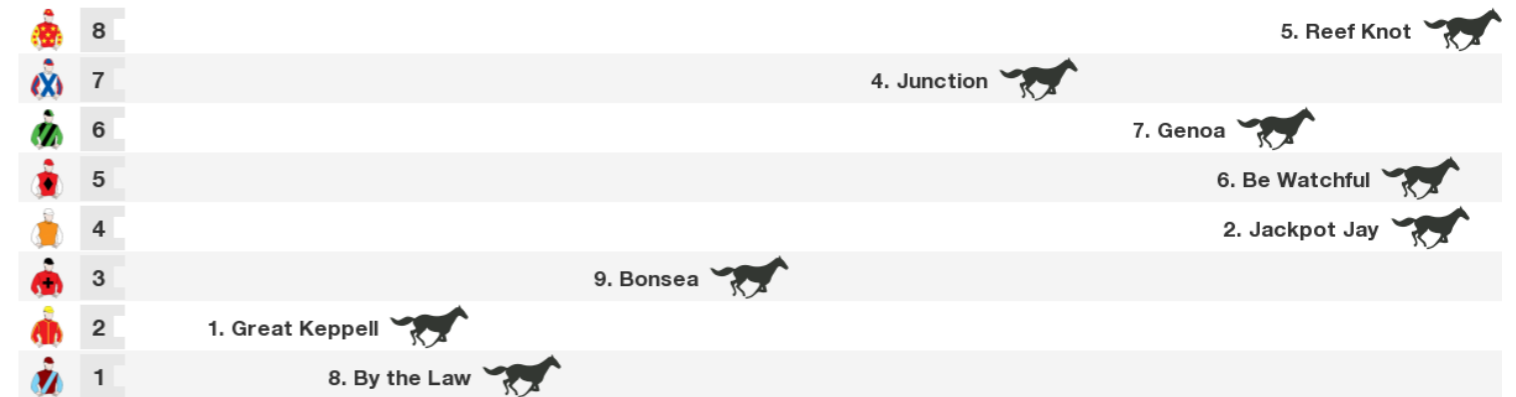 8 5. Reef Knot
7 4. Junction
6 7. Genoa
5 6. Be Watchful
4 2. Jackpot Jay
3 9. Bonsea
2 1. Great Keppell
1 8. By the Law